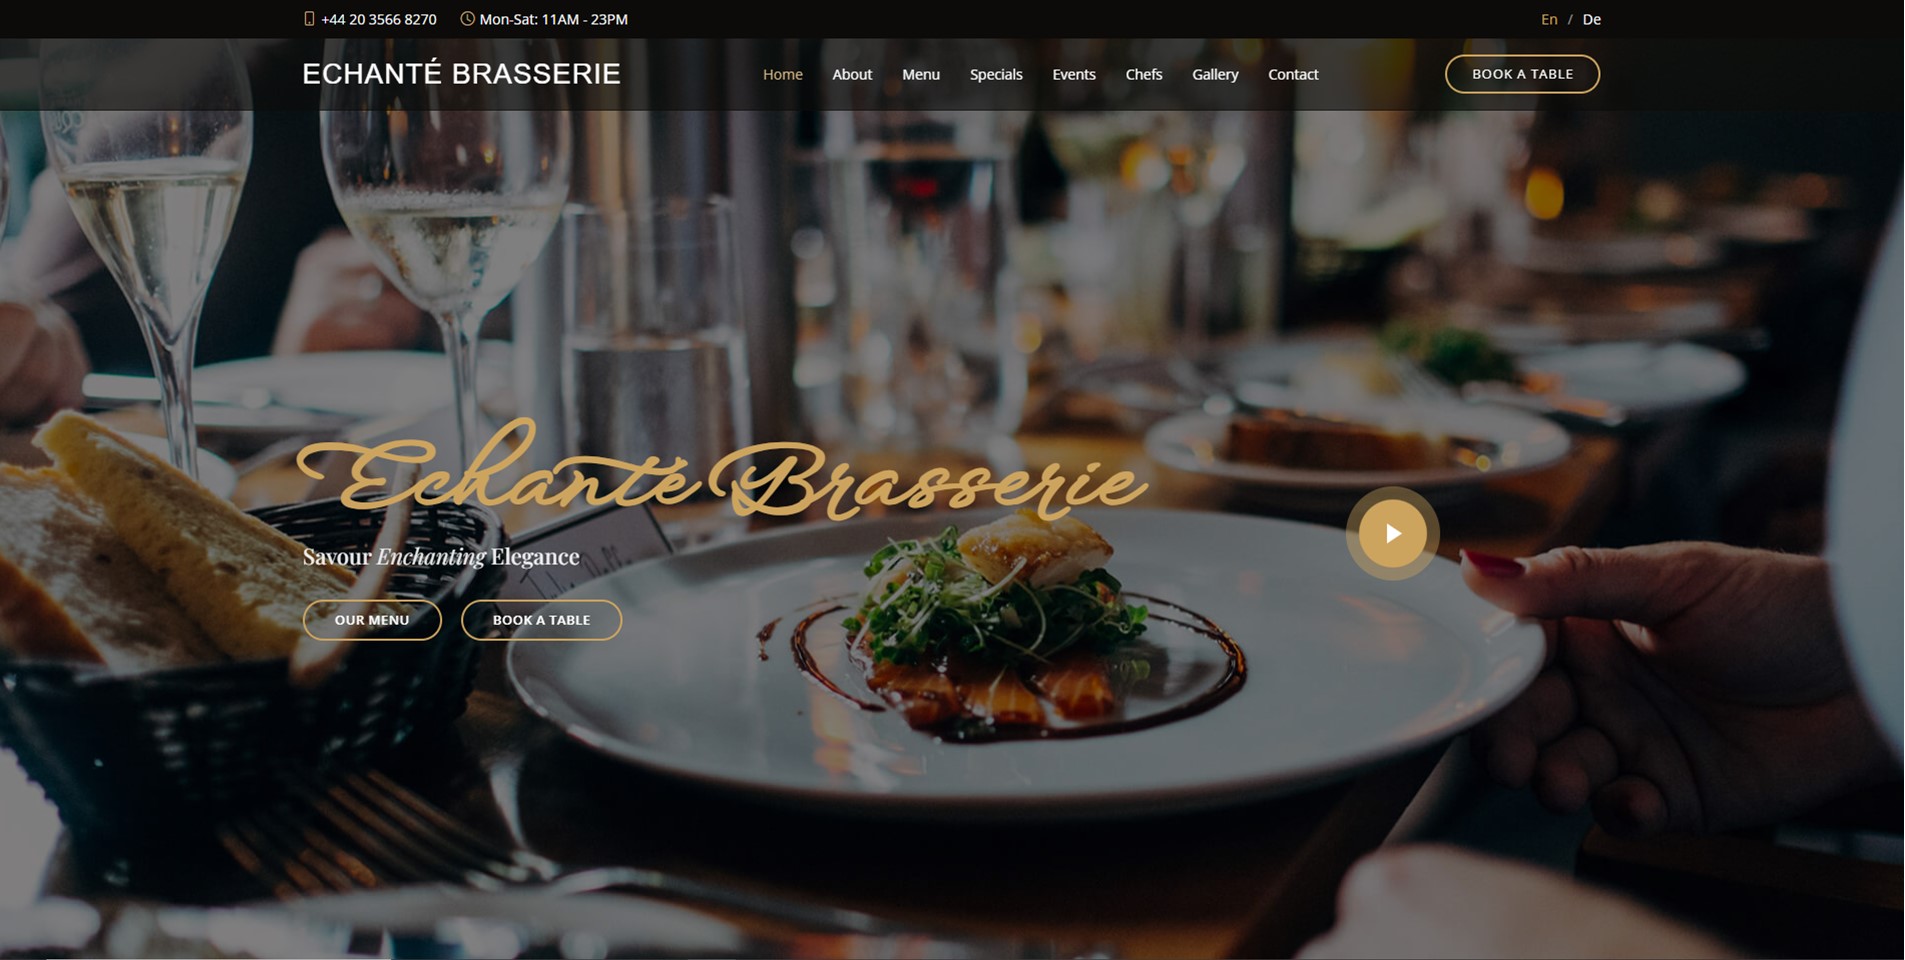 +44 20 3566 8270 Mon-Sat: 11AM - 23PM En / De
ECHANTÉ BRASSERIE Home About Menu Specials Events Chefs Gallery Contact BOOK A TABLE
Echante Brasserie
Savour Enchanting Elegance
OUR MENU BOOK A TABLE